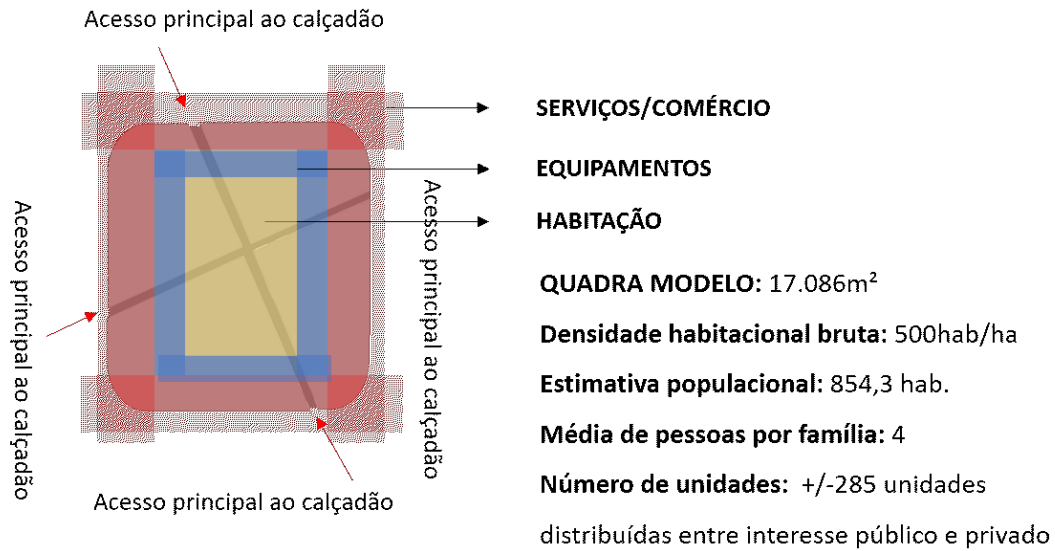 Acesso principal ao calçadão
SERVIÇOS/COMÉRCIO
EQUIPAMENTOS
HABITAÇÃO
Acesso principal ao calçadão
Acesso principal ao calçadão
QUADRA MODELO: 17.086m²
Densidade habitacional bruta: 500hab/ha
Estimativa populacional: 854,3 hab.
Média de pessoas por família: 4
Número de unidades: +/-285 unidades
distribuídas entre interesse público e privado
Acesso principal ao calçadão